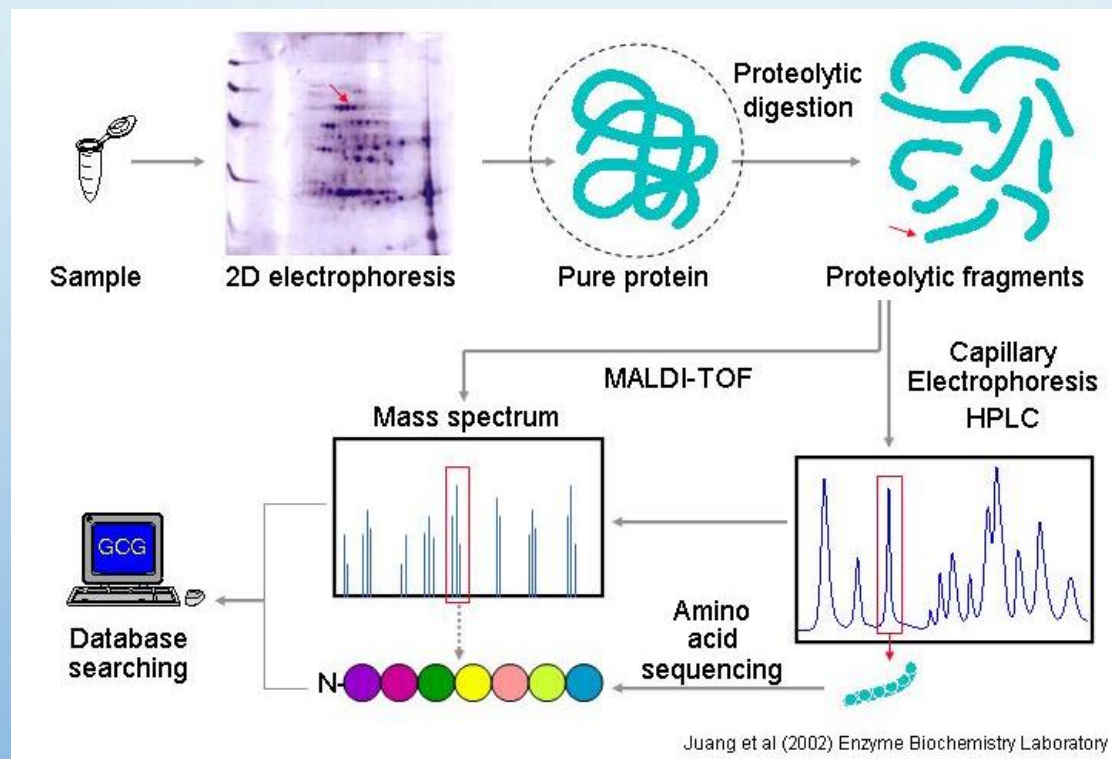 Sample
2D electrophoresis
Pure protein
Proteolytic
digestion
Proteolytic fragments
MALDI-TOF
Capillary
Electrophoresis
HPLC
Mass spectrum
GCG
Database
searching
Amino
acid
sequencing
N-
Juang et al (2002) Enzyme Biochemistry Laboratory